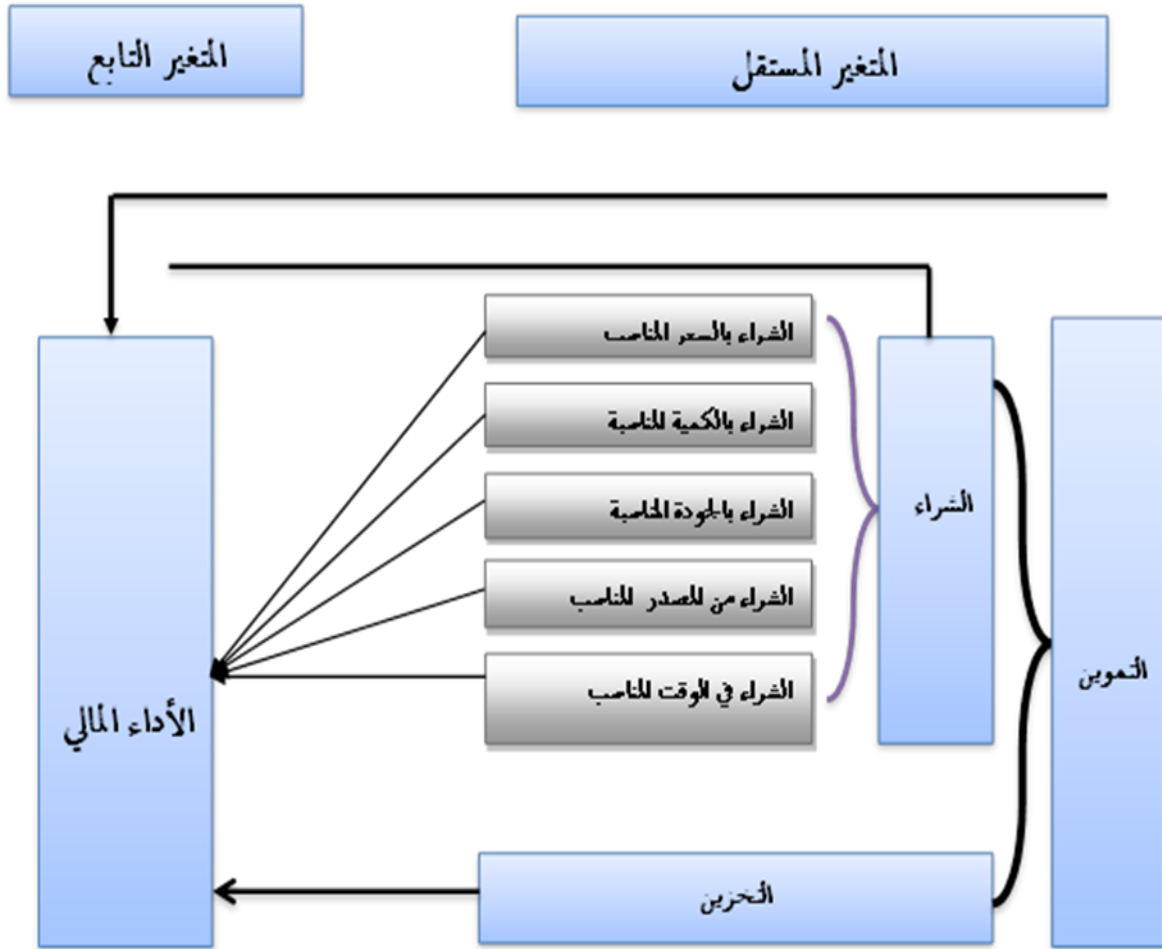 المتغير المستقل
المتغير التابع
الشراء بالسعر المناسب
الشراء بالكمية المناسبة
الشراء بالجودة المناسبة
الشراء من المصدر المناسب
الشراء في الوقت المناسب
الشراء
التموين
الأداء المالي
التخزين